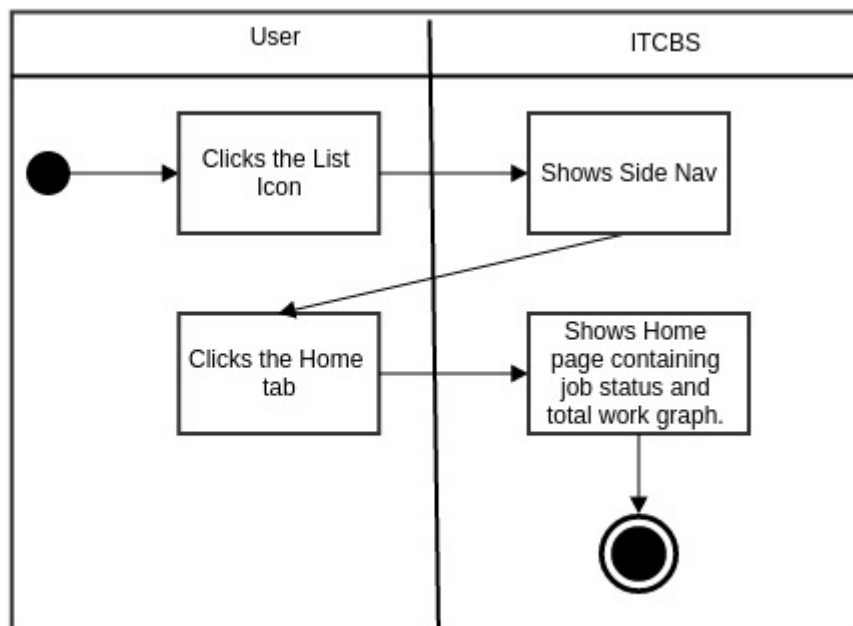 User
ITCBS
Clicks the List
Icon
Shows Side Nav
Clicks the Home
tab
Shows Home
page containing
job status and
total work graph.